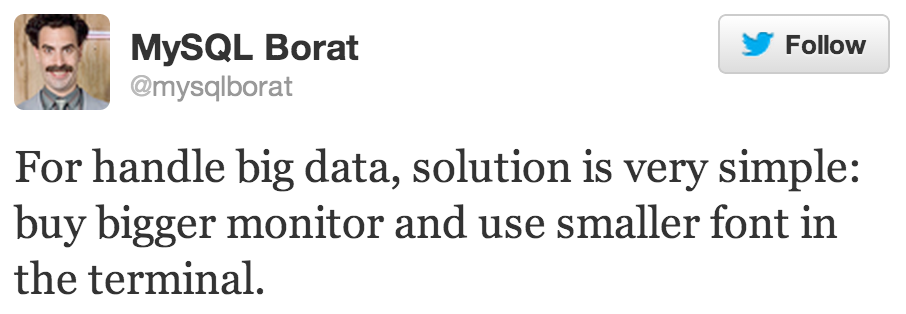 MySQL Borat
@mysqlborat
Follow
For handle big data, solution is very simple:
buy bigger monitor and use smaller font in
the terminal.